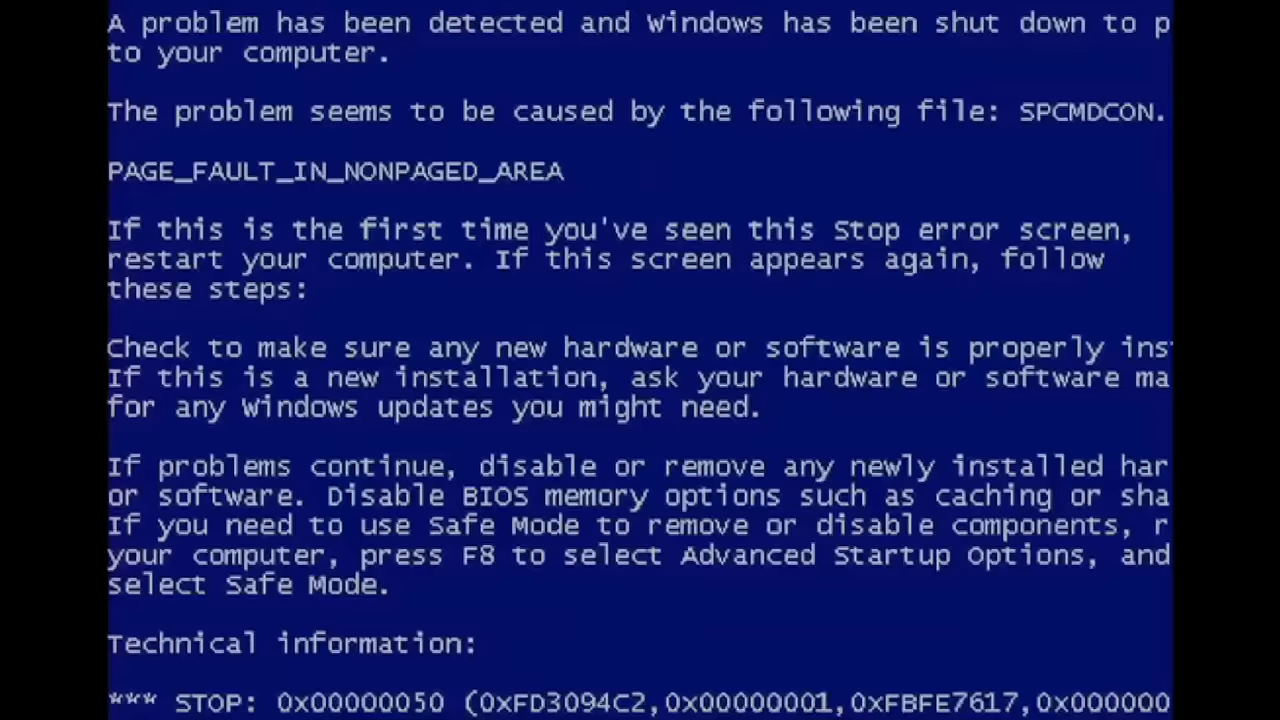 A problem has been detected and Windows has been shut down to p
to your computer.
The problem seems to be caused by the following file: SPCMDCON.
PAGE_FAULT_IN_NONPAGED_AREA
If this is the first time you've seen this Stop error screen,
restart your computer. If this screen appears again, follow
these steps:
Check to make sure any new hardware or software is properly ins
If this is a new installation, ask your hardware or software ma
for any Windows updates you might need.
If problems continue, disable or remove any newly installed har
or software. Disable BIOS memory options such as caching or sha
If you need to use Safe Mode to remove or disable components, r
your computer, press F8 to select Advanced Startup Options, and
select Safe Mode.
Technical information:
*** STOP: 0x00000050 (0xFD3094C2,0x00000001,0xFBFE7617,0x000000